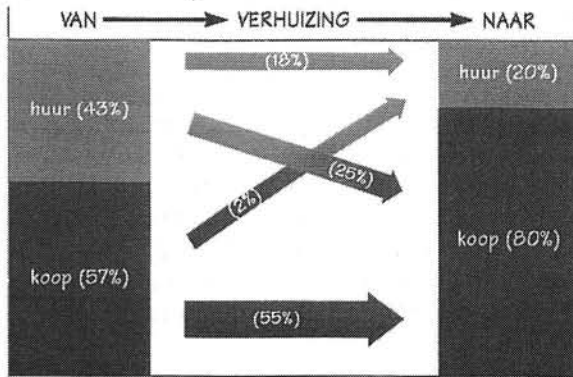 VAN VERHUIZING NAAR
(18%)
huur (20%)
huur (43%)
(25%)
(2%)
koop (80%)
koop (57%)
(55%)